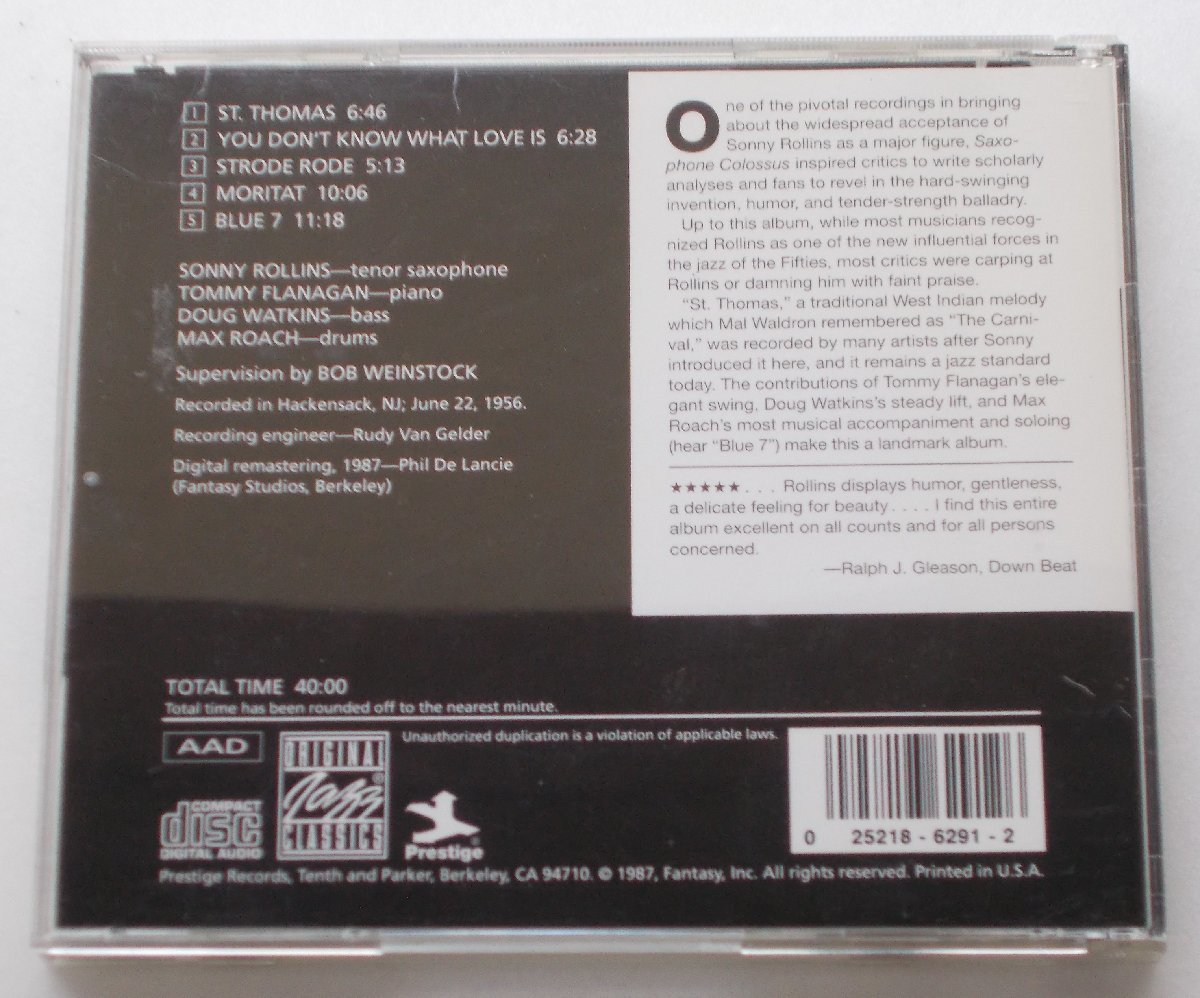 1 ST. THOMAS 6:46
2 YOU DON'T KNOW WHAT LOVE IS 6:28
3 STRODE RODE 5:13
4 MORITAT 10:06
5 BLUE 7 11:18
SONNY ROLLINS—tenor saxophone
TOMMY FLANAGAN—piano
DOUG WATKINS—bass
MAX ROACH—drums
Supervision by BOB WEINSTOCK
Recorded in Hackensack, NJ; June 22, 1956.
Recording engineer—Rudy Van Gelder
Digital remastering, 1987—Phil De Lancie
(Fantasy Studios, Berkeley)
One of the pivotal recordings in bringing
about the widespread acceptance of
Sonny Rollins as a major figure, Saxo-
phone Colossus inspired critics to write scholarly
analyses and fans to revel in the hard-swinging
invention, humor, and tender-strength balladry.
Up to this album, while most musicians recog-
nized Rollins as one of the new influential forces in
the jazz of the Fifties, most critics were carping at
Rollins or damning him with faint praise.
"St. Thomas," a traditional West Indian melody
which Mal Waldron remembered as "The Carni-
val," was recorded by many artists after Sonny
introduced it here, and it remains a jazz standard
today. The contributions of Tommy Flanagan's ele-
gant swing, Doug Watkins's steady lift, and Max
Roach's most musical accompaniment and soloing
(hear "Blue 7") make this a landmark album.
★★★★★ . . . Rollins displays humor, gentleness,
a delicate feeling for beauty . . . . I find this entire
album excellent on all counts and for all persons
concerned.
—Ralph J. Gleason, Down Beat
TOTAL TIME 40:00
Total time has been rounded off to the nearest minute.
AAD
COMPACT
disc
DIGITAL AUDIO
ORIGINAL
Jazz
CLASSICS
®
Unauthorized duplication is a violation of applicable laws.
Prestige
0 25218 - 6291 - 2
Prestige Records, Tenth and Parker, Berkeley, CA 94710. © 1987, Fantasy, Inc. All rights reserved. Printed in U.S.A.